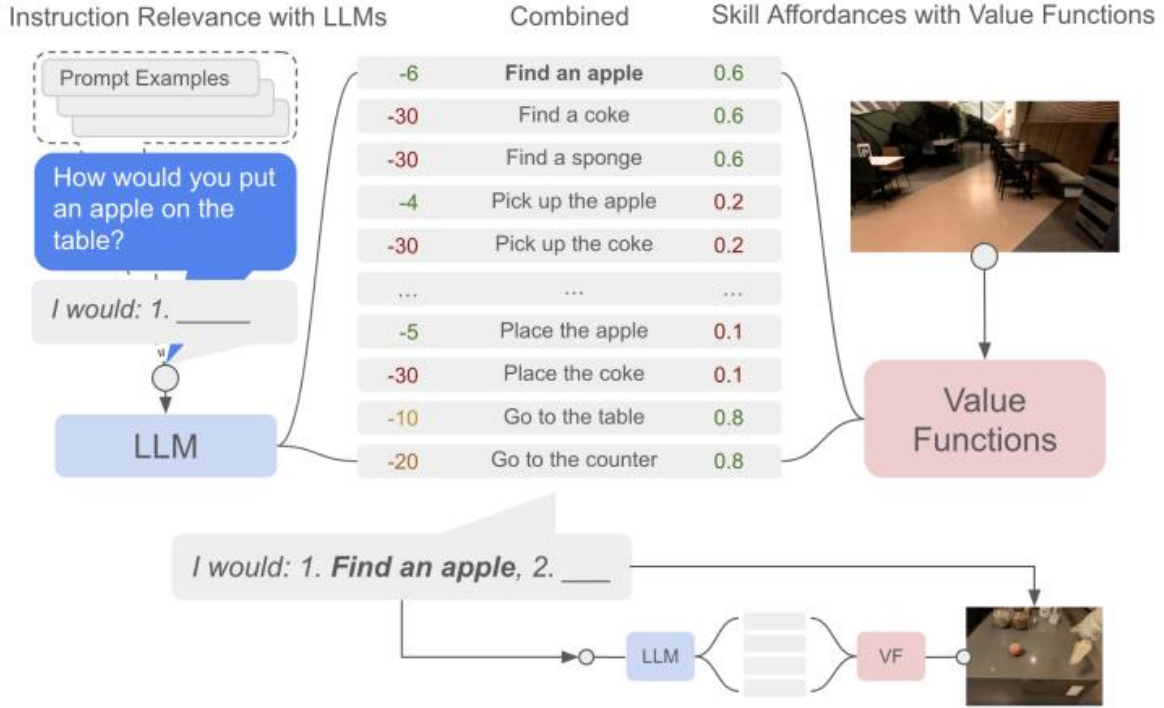 Instruction Relevance with LLMs
Combined
Skill Affordances with Value Functions
Prompt Examples
How would you put
an apple on the
table?
I would: 1. _____
LLM
-6 Find an apple 0.6
-30 Find a coke 0.6
-30 Find a sponge 0.6
-4 Pick up the apple 0.2
-30 Pick up the coke 0.2
... ... ...
-5 Place the apple 0.1
-30 Place the coke 0.1
-10 Go to the table 0.8
-20 Go to the counter 0.8
Value
Functions
I would: 1. Find an apple, 2. ___
LLM
VF